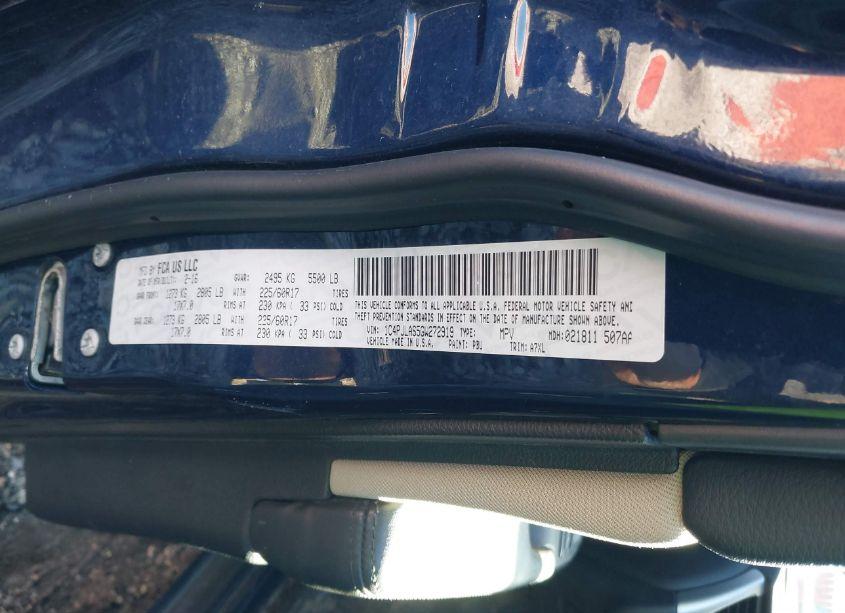 MFD BY FCA US LLC
DATE OF MFR/BUILT: 2-16
GVWR: 2495 KG 5500 LB
GAWR FRONT: 1273 KG 2805 LB WITH 225/60R17 TIRES
17X7.0 RIMS AT 230 KPA ( 33 PSI) COLD
GAWR REAR: 1273 KG 2805 LB WITH 225/60R17 TIRES
17X7.0 RIMS AT 230 KPA ( 33 PSI) COLD
THIS VEHICLE CONFORMS TO ALL APPLICABLE U.S.A. FEDERAL MOTOR VEHICLE SAFETY AND
THEFT PREVENTION STANDARDS IN EFFECT ON THE DATE OF MANUFACTURE SHOWN ABOVE.
VIN: 1C4PJLAS5GW272919 TYPE: MPV MDH:021811 507AA
VEHICLE MADE IN: U.S.A. PAINT: PBU TRIM: A7XL